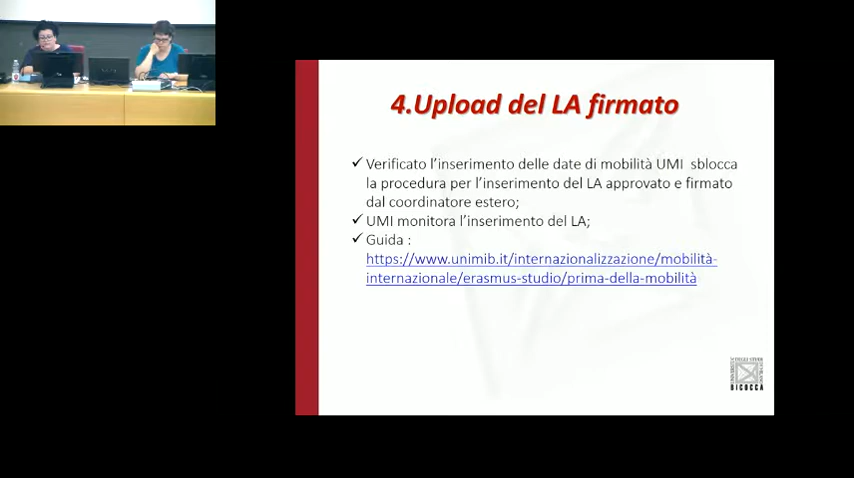 4.Upload del LA firmato
✓ Verificato l'inserimento delle date di mobilità UMI sblocca
la procedura per l'inserimento del LA approvato e firmato
dal coordinatore estero;
✓ UMI monitora l'inserimento del LA;
✓ Guida :
https://www.unimib.it/internazionalizzazione/mobilità-
internazionale/erasmus-studio/prima-della-mobilità
BICOCCA